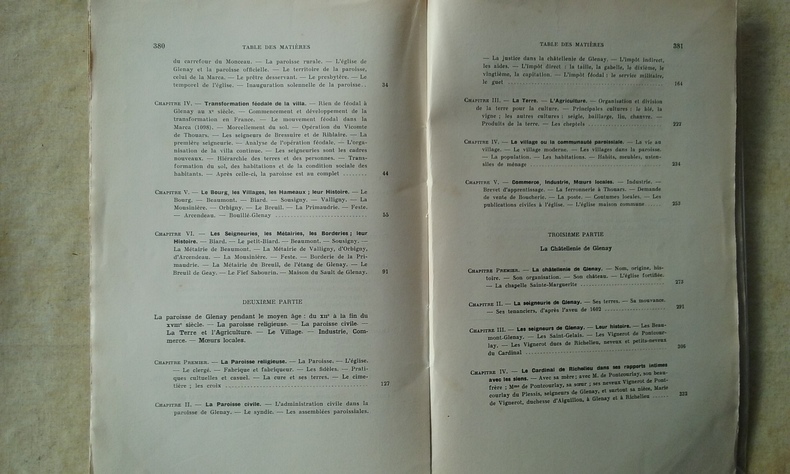 380 TABLE DES MATIÈRES
du carrefour du Monceau. — La paroisse rurale. — L'église de
Glenay et la paroisse officielle. — Le territoire de la paroisse,
celui de la Marca. — Le prêtre desservant. — Le presbytère. — Le
temporel de l'église. — Inauguration solennelle de la paroisse.. 34
CHAPITRE IV. — Transformation féodale de la villa. — Rien de féodal à
Glenay au Xe siècle. — Commencement et développement de la
transformation en France. — Le mouvement féodal dans la
Marca (1098). — Morcellement du sol. — Opération du Vicomte
de Thouars. — Les seigneurs de Bressuire et de Riblaire. — La
première seigneurie. — Analyse de l'opération féodale. — L'orga-
nisation de la villa continue. — Les seigneuries sont les cadres
nouveaux. — Hiérarchie des terres et des personnes. — Trans-
formation du sol, des habitations et de la condition sociale des
habitants. — Après celle-ci, la paroisse est au complet ........ 44
CHAPITRE V. — Le Bourg, les Villages, les Hameaux ; leur Histoire. — Le
Bourg. — Beaumont. — Biard. — Sousigny. — Valligny. — La
Mousinière. — Orbigny. — Le Breuil. — La Primaudrie. — Feste.
— Arcendeau. — Bouillé-Glenay ........ 55
CHAPITRE VI. — Les Seigneuries, les Métairies, les Borderies ; leur
Histoire. — Biard. — Le petit-Biard. — Beaumont. — Sousigny. —
La Métairie de Beaumont. — La Métairie de Valligny, d'Orbigny,
d'Arcendeau. — La Mousinière. — Feste. — Borderie de la Pri-
maudrie. — La Métairie du Breuil, de l'étang de Glenay. — Le
Breuil de Geay. — Le Fief Sabourin. — Maison du Sault de Glenay. 91
DEUXIEME PARTIE
La paroisse de Glenay pendant le moyen âge : du XIIe à la fin du
XVIIIe siècle. — La paroisse religieuse. — La paroisse civile. —
La Terre et l'Agriculture. — Le Village. — Industrie, Com-
merce. — Mœurs locales.
CHAPITRE PREMIER. — La Paroisse religieuse. — La Paroisse. — L'église.
— Le clergé. — Fabrique et fabriqueur. — Les fidèles. — Prati-
ques cultuelles et casuel. — La cure et ses terres. — Le cime-
tière ; les croix ........ 127
CHAPITRE II. — La Paroisse civile. — L'administration civile dans la
paroisse de Glenay. — Le syndic. — Les assemblées paroissiales.
TABLE DES MATIÈRES 381
— La justice dans la châtellenie de Glenay. — L'impôt indirect,
les aides. — L'impôt direct : la taille, la gabelle, le dixième, le
vingtième, la capitation. — L'impôt féodal : le service militaire,
le guet ........ 164
CHAPITRE III. — La Terre. — L'Agriculture. — Organisation et division
de la terre pour la culture. — Principales cultures : le blé, la
vigne ; les autres cultures : seigle, baillarge, lin, chanvre. —
Produits de la terre. — Les cheptels ........ 222
CHAPITRE IV. — Le village ou la communauté paroissiale. — La vie au
village. — Le village moderne. — Les villages dans la paroisse.
— La population. — Les habitations. — Habits, meubles, usten-
siles de ménage ........ 234
CHAPITRE V. — Commerce, Industrie, Mœurs locales. — Industrie. —
Brevet d'apprentissage. — La ferronnerie à Thouars. — Demande
de vente de Boucherie. — La poste. — Coutumes locales. — Les
publications civiles à l'église. — L'église maison commune ..... 253
TROISIEME PARTIE
La Châtellenie de Glenay
CHAPITRE PREMIER. — La châtellenie de Glenay. — Nom, origine, his-
toire. — Son organisation. — Son château. — L'église fortifiée.
— La chapelle Sainte-Marguerite ........ 273
CHAPITRE II. — La seigneurie de Glenay. — Ses terres. — Sa mouvance.
— Ses tenanciers, d'après l'aveu de 1602 ........
CHAPITRE III. — Les seigneurs de Glenay. — Leur histoire. — Les Beau-
mont-Glenay. — Les Saint-Gelais. — Les Vignerot de Pontcour-
lay. — Les Vignerot ducs de Richelieu, neveux et petits-neveux
du Cardinal ........
CHAPITRE IV. — Le Cardinal de Richelieu dans ses rapports intimes
avec les siens. — Avec sa mère ; avec M. de Pontcourlay, son beau-
frère ; Mme de Pontcourlay, sa sœur ; ses neveux Vignerot de Pont-
courlay du Plessis, seigneurs de Glenay, et surtout sa nièce, Marie
de Vignerot, duchesse d'Aiguillon, à Glenay et à Richelieu ......